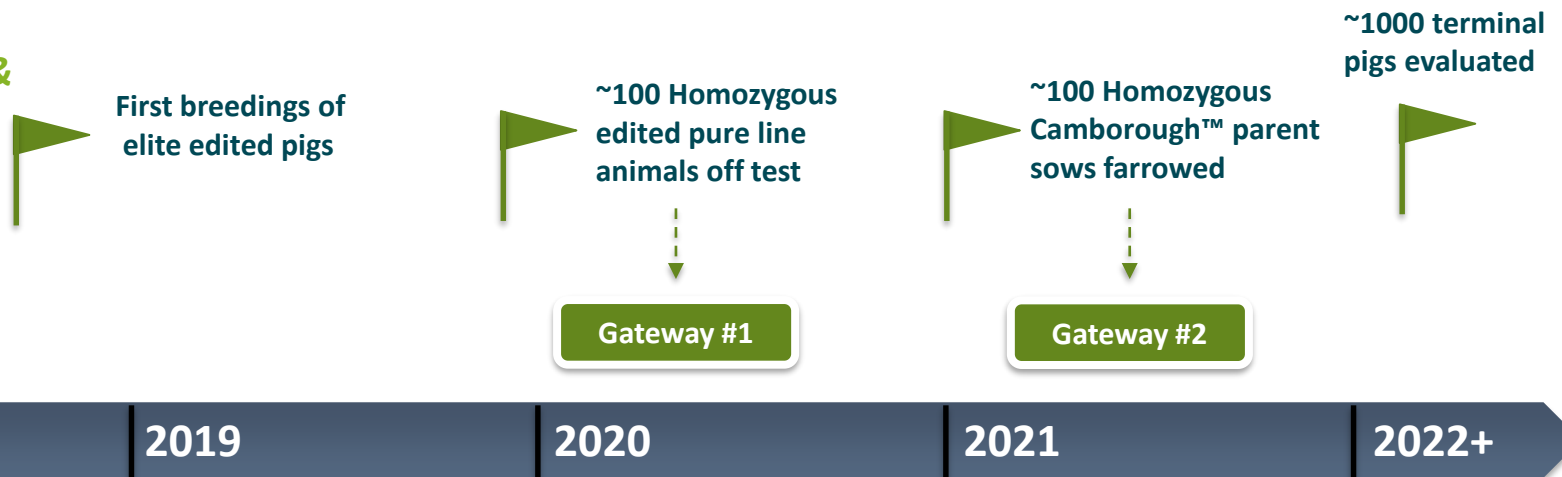 &
First breedings of
elite edited pigs
~100 Homozygous
edited pure line
animals off test
~100 Homozygous
Camborough™ parent
sows farrowed
~1000 terminal
pigs evaluated
Gateway #1
Gateway #2
2019
2020
2021
2022+